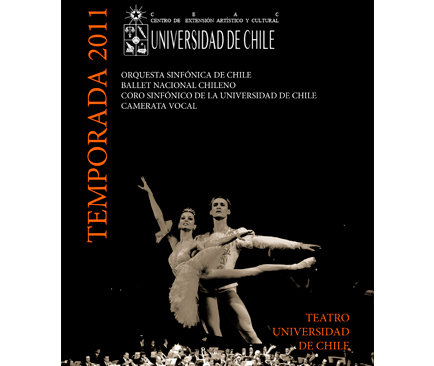 TEMPORADA 2011
C E A C
CENTRO DE EXTENSIÓN ARTÍSTICO Y CULTURAL
UNIVERSIDAD DE CHILE
ORQUESTA SINFÓNICA DE CHILE
BALLET NACIONAL CHILENO
CORO SINFÓNICO DE LA UNIVERSIDAD DE CHILE
CAMERATA VOCAL
TEATRO
UNIVERSIDAD
DE CHILE